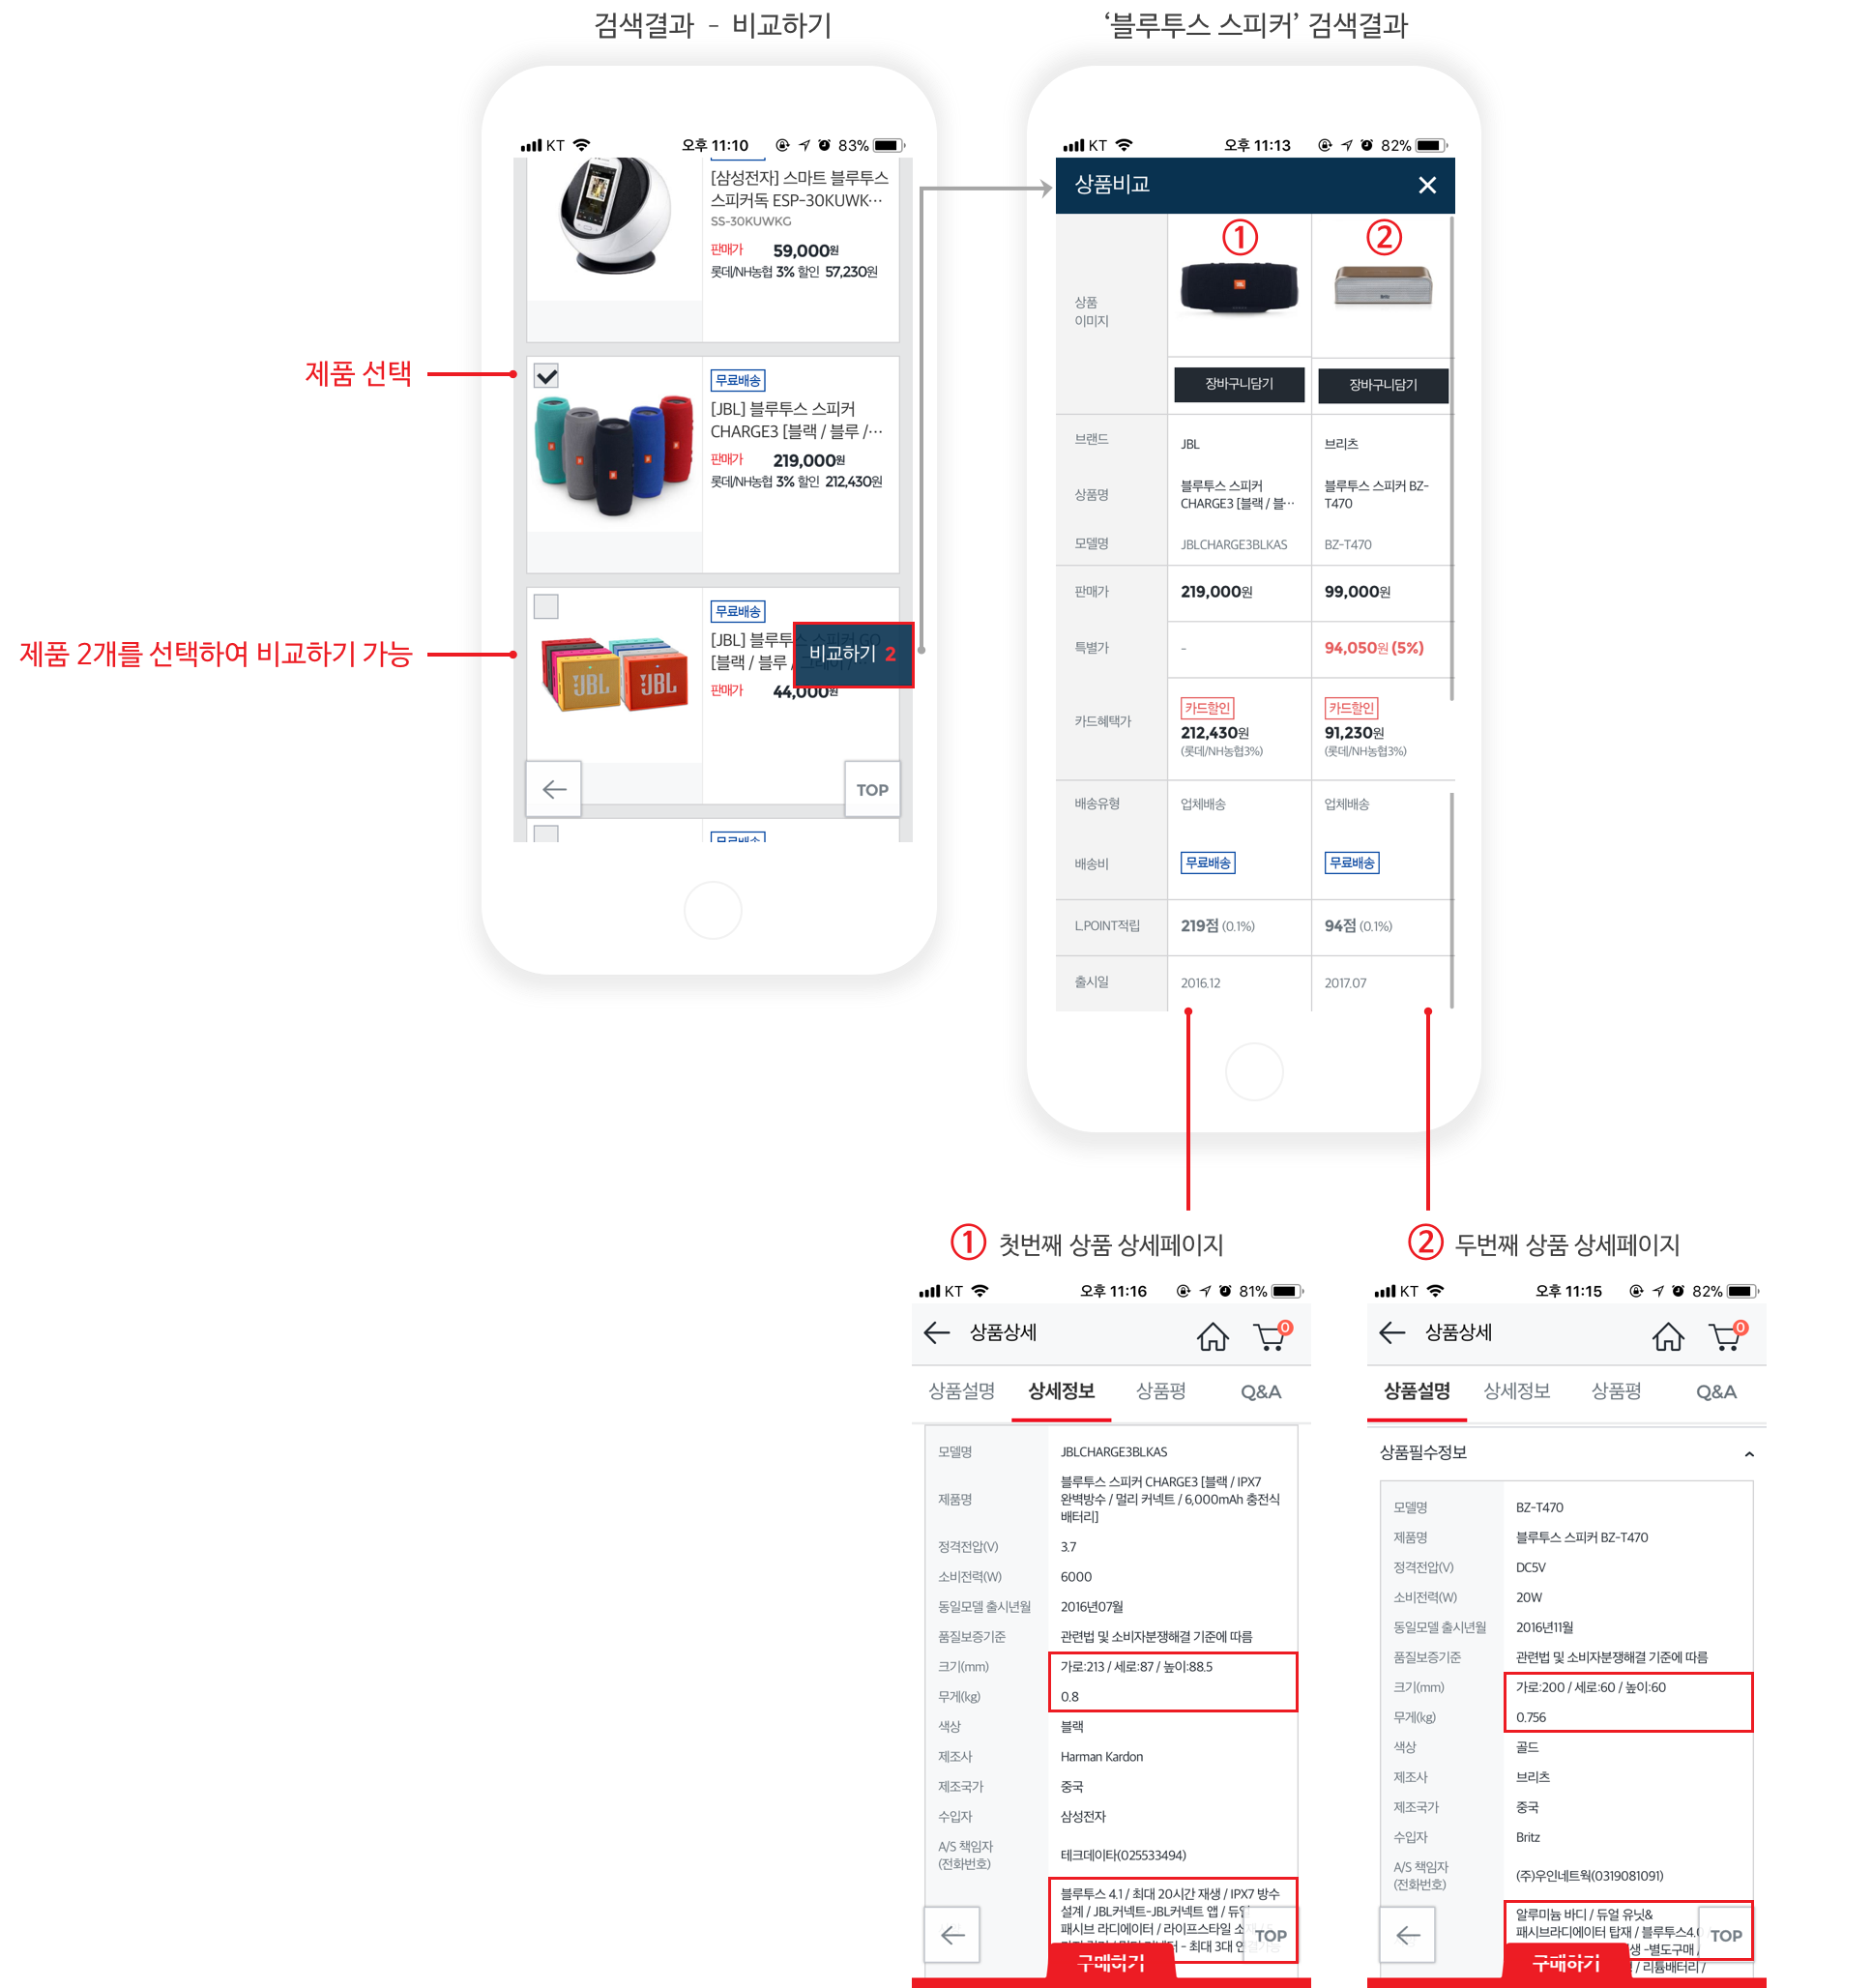 검색결과 - 비교하기
KT 오후 11:10 83%
[삼성전자] 스마트 블루투스
스피커독 ESP-30KUWK…
SS-30KUWKG
판매가 59,000원
롯데/NH농협 3% 할인 57,230원
제품 선택
무료배송
[JBL] 블루투스 스피커
CHARGE3 [블랙 / 블루 /…
판매가 219,000원
롯데/NH농협 3% 할인 212,430원
제품 2개를 선택하여 비교하기 가능
무료배송
[JBL] 블루투스 스피커 GO
[블랙 / 블루 / 그레이 /…
비교하기 2
판매가 44,000원
JBL JBL
TOP
무료배송
'블루투스 스피커' 검색결과
KT 오후 11:13 82%
상품비교
① ②
상품
이미지
장바구니담기 장바구니담기
브랜드 JBL 브리츠
상품명 블루투스 스피커
CHARGE3 [블랙 / 블… 블루투스 스피커 BZ-
T470
모델명 JBLCHARGE3BLKAS BZ-T470
판매가 219,000원 99,000원
특별가 - 94,050원 (5%)
카드혜택가 카드할인 카드할인
212,430원 91,230원
(롯데/NH농협3%) (롯데/NH농협3%)
배송유형 업체배송 업체배송
배송비 무료배송 무료배송
L.POINT적립 219점 (0.1%) 94점 (0.1%)
출시일 2016.12 2017.07
① 첫번째 상품 상세페이지
KT 오후 11:16 81%
상품상세 0
상품설명 상세정보 상품평 Q&A
모델명 JBLCHARGE3BLKAS
제품명 블루투스 스피커 CHARGE3 [블랙 / IPX7
완벽방수 / 멀리 커넥트 / 6,000mAh 충전식
배터리]
정격전압(V) 3.7
소비전력(W) 6000
동일모델 출시년월 2016년07월
품질보증기준 관련법 및 소비자분쟁해결 기준에 따름
크기(mm) 가로:213 / 세로:87 / 높이:88.5
무게(kg) 0.8
색상 블랙
제조사 Harman Kardon
제조국가 중국
수입자 삼성전자
A/S 책임자
(전화번호) 테크데이타(025533494)
블루투스 4.1 / 최대 20시간 재생 / IPX7 방수
설계 / JBL커넥트-JBL커넥트 앱 / 듀얼
패시브 라디에이터 / 라이프스타일
- 최대 3대
TOP
구매하기
② 두번째 상품 상세페이지
KT 오후 11:15 82%
상품상세 0
상품설명 상세정보 상품평 Q&A
상품필수정보
모델명 BZ-T470
제품명 블루투스 스피커 BZ-T470
정격전압(V) DC5V
소비전력(W) 20W
동일모델 출시년월 2016년11월
품질보증기준 관련법 및 소비자분쟁해결 기준에 따름
크기(mm) 가로:200 / 세로:60 / 높이:60
무게(kg) 0.756
색상 골드
제조사 브리츠
제조국가 중국
수입자 Britz
A/S 책임자
(전화번호) (주)우인네트웍(0319081091)
알루미늄 바디 / 듀얼 유닛&
패시브라디에이터 탑재 / 블루투스4.0
생 -별도구매 /
/ 리튬배터리 /
TOP
구매하기